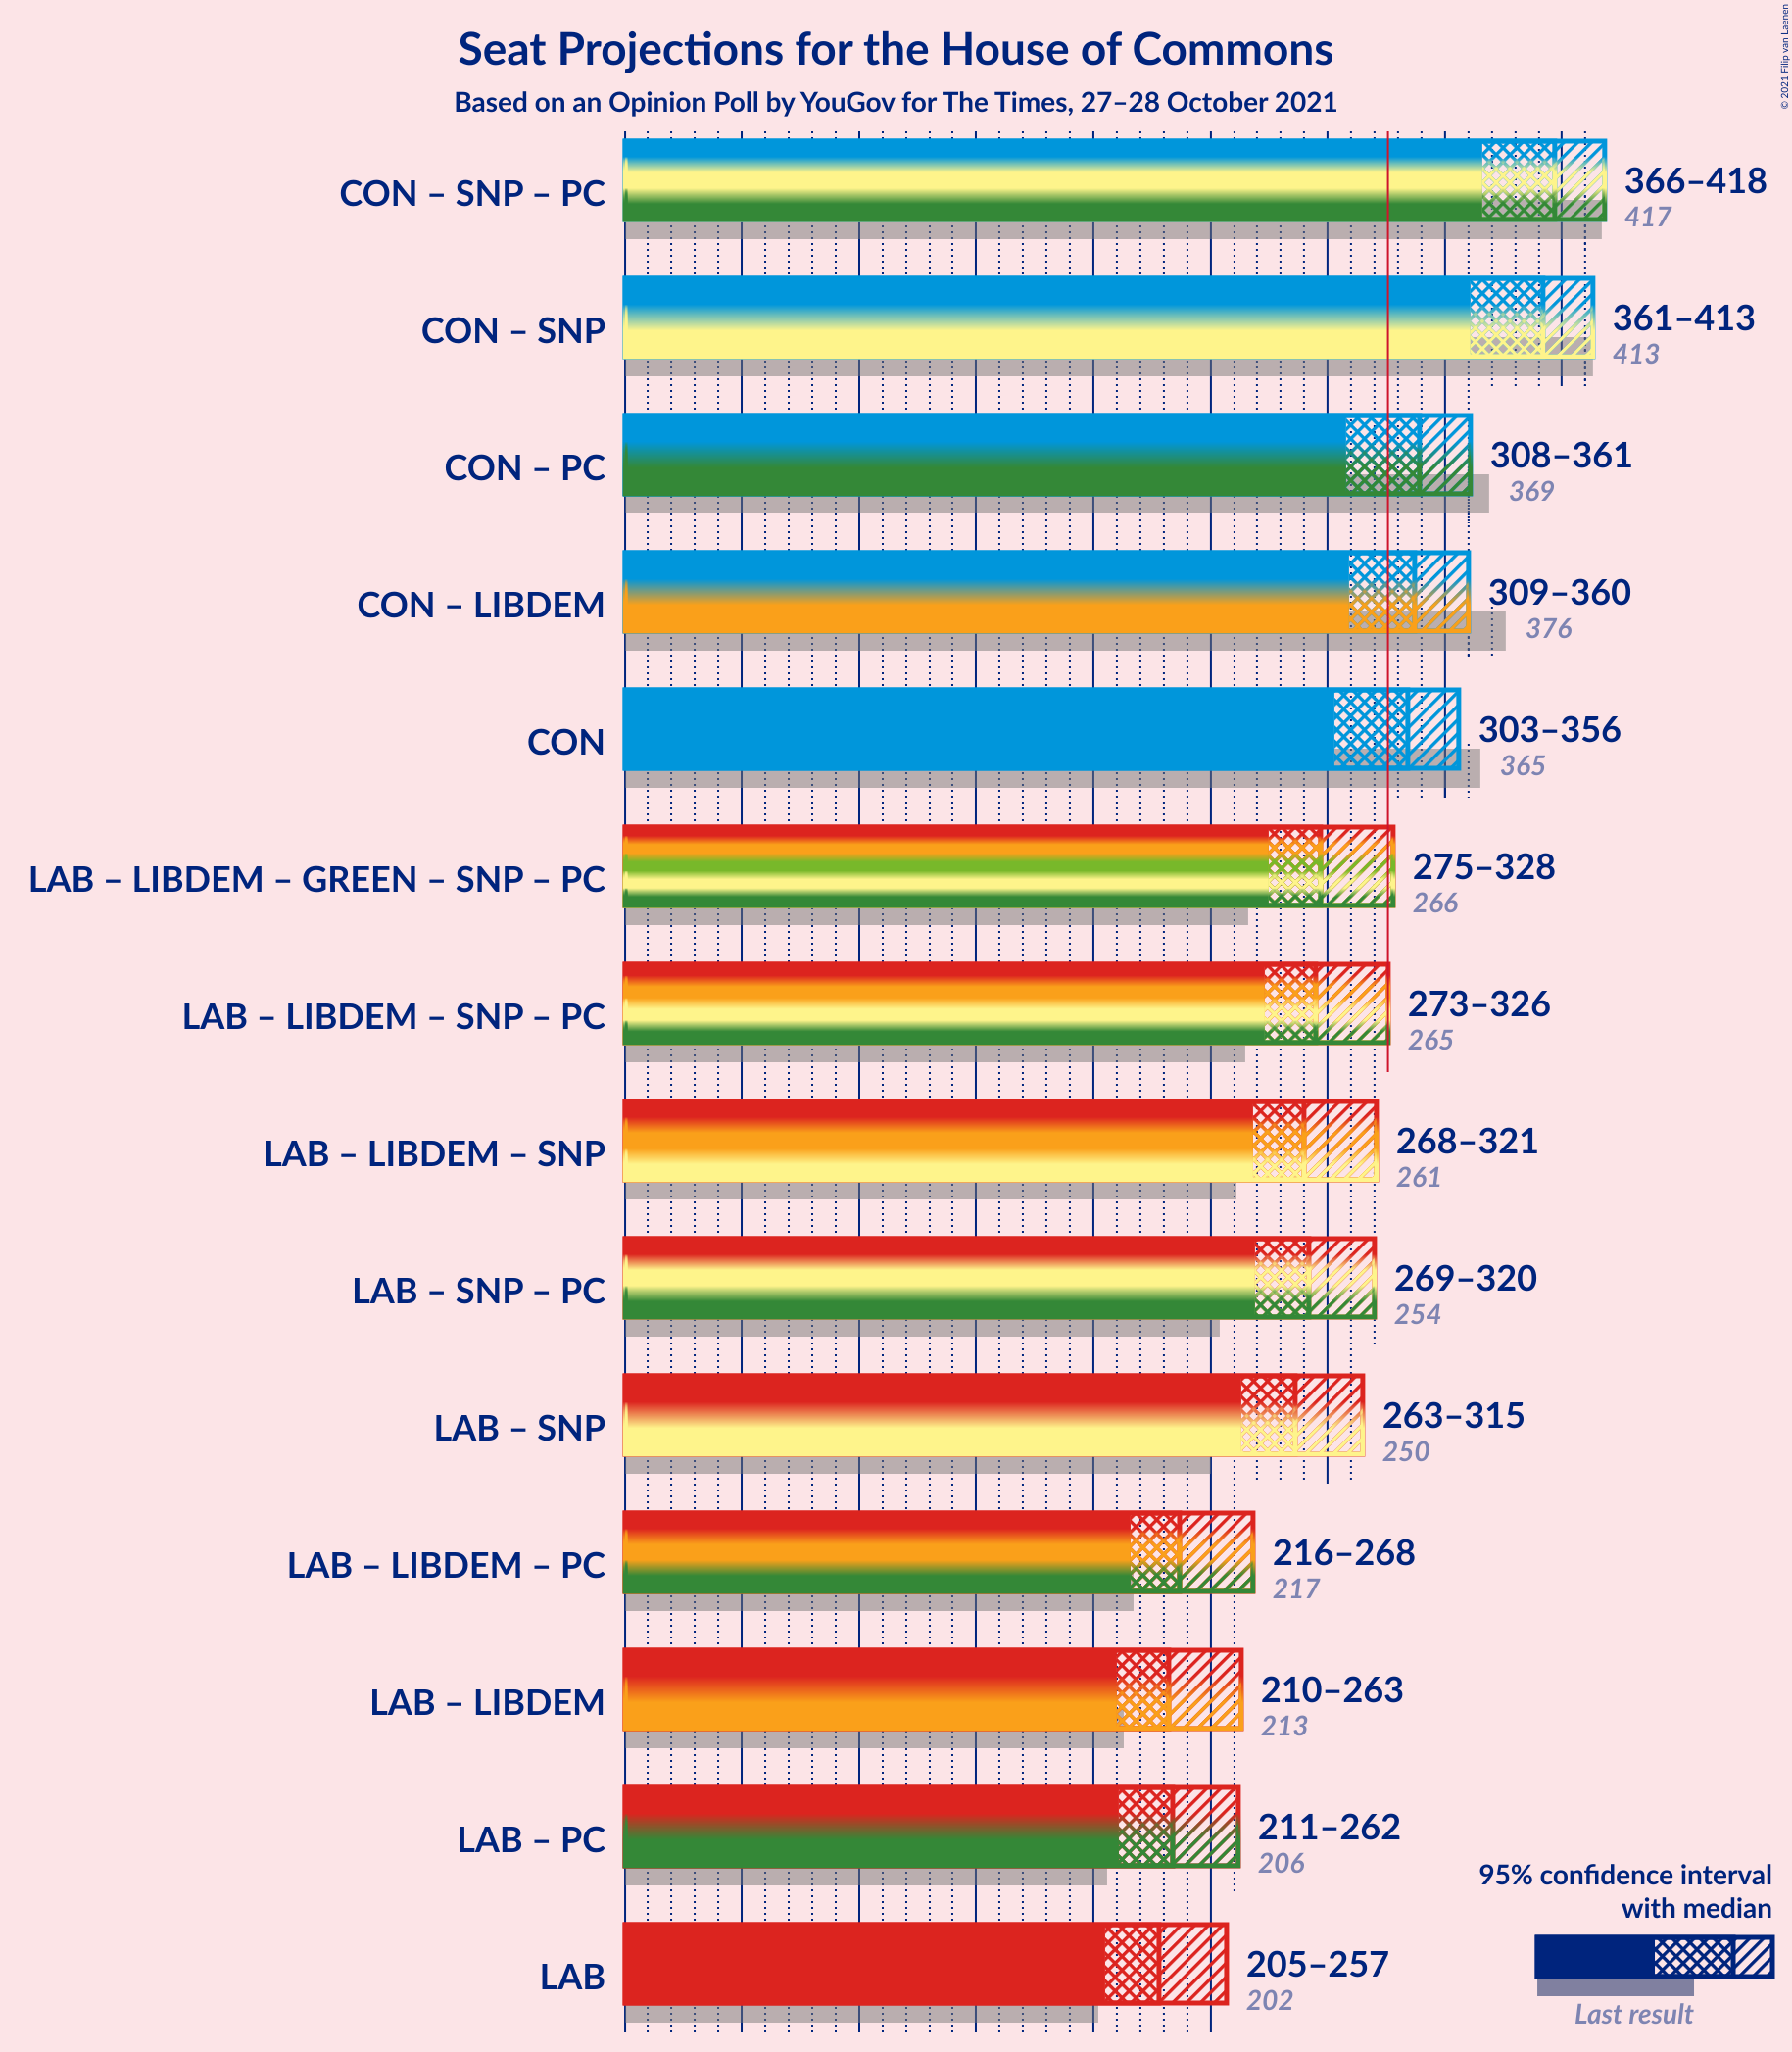 Seat Projections for the House of Commons
Based on an Opinion Poll by YouGov for The Times, 27–28 October 2021
© 2021 Filip van Laenen
CON – SNP – PC
366–418
417
CON – SNP
361–413
413
CON – PC
308–361
369
CON – LIBDEM
309–360
376
CON
303–356
365
LAB – LIBDEM – GREEN – SNP – PC
275–328
266
LAB – LIBDEM – SNP – PC
273–326
265
LAB – LIBDEM – SNP
268–321
261
LAB – SNP – PC
269–320
254
LAB – SNP
263–315
250
LAB – LIBDEM – PC
216–268
217
LAB – LIBDEM
210–263
213
LAB – PC
211–262
206
LAB
205–257
202
95% confidence interval
with median
Last result